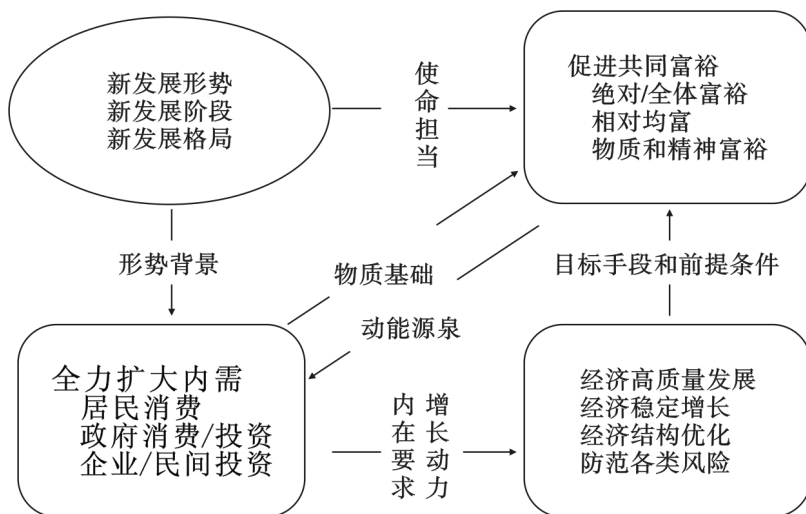 新发展形势
新发展阶段
新发展格局
使命担当
促进共同富裕
绝对/全体富裕
相对均富
物质和精神富裕
形势背景
物质基础
动能源泉
目标手段和前提条件
全力扩大内需
居民消费
政府消费/投资
企业/民间投资
内在要求
增长动力
经济高质量发展
经济稳定增长
经济结构优化
防范各类风险